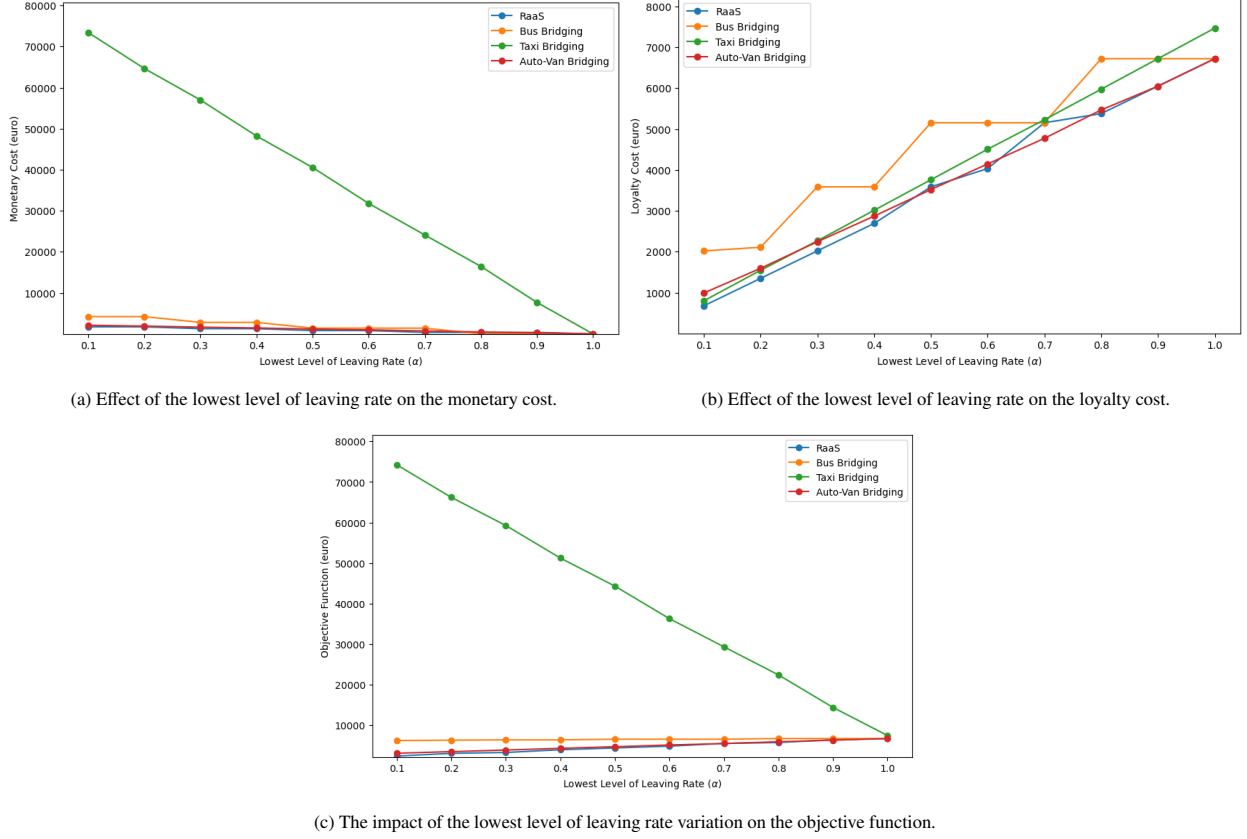 80000
70000
60000
50000
40000
30000
20000
10000
Monetary Cost (euro)
RaaS
Bus Bridging
Taxi Bridging
Auto-Van Bridging
0.1 0.2 0.3 0.4 0.5 0.6 0.7 0.8 0.9 1.0
Lowest Level of Leaving Rate (α)
(a) Effect of the lowest level of leaving rate on the monetary cost.
8000
7000
6000
5000
4000
3000
2000
1000
Loyalty Cost (euro)
RaaS
Bus Bridging
Taxi Bridging
Auto-Van Bridging
0.1 0.2 0.3 0.4 0.5 0.6 0.7 0.8 0.9 1.0
Lowest Level of Leaving Rate (α)
(b) Effect of the lowest level of leaving rate on the loyalty cost.
80000
70000
60000
50000
40000
30000
20000
10000
Objective Function (euro)
RaaS
Bus Bridging
Taxi Bridging
Auto-Van Bridging
0.1 0.2 0.3 0.4 0.5 0.6 0.7 0.8 0.9 1.0
Lowest Level of Leaving Rate (α)
(c) The impact of the lowest level of leaving rate variation on the objective function.